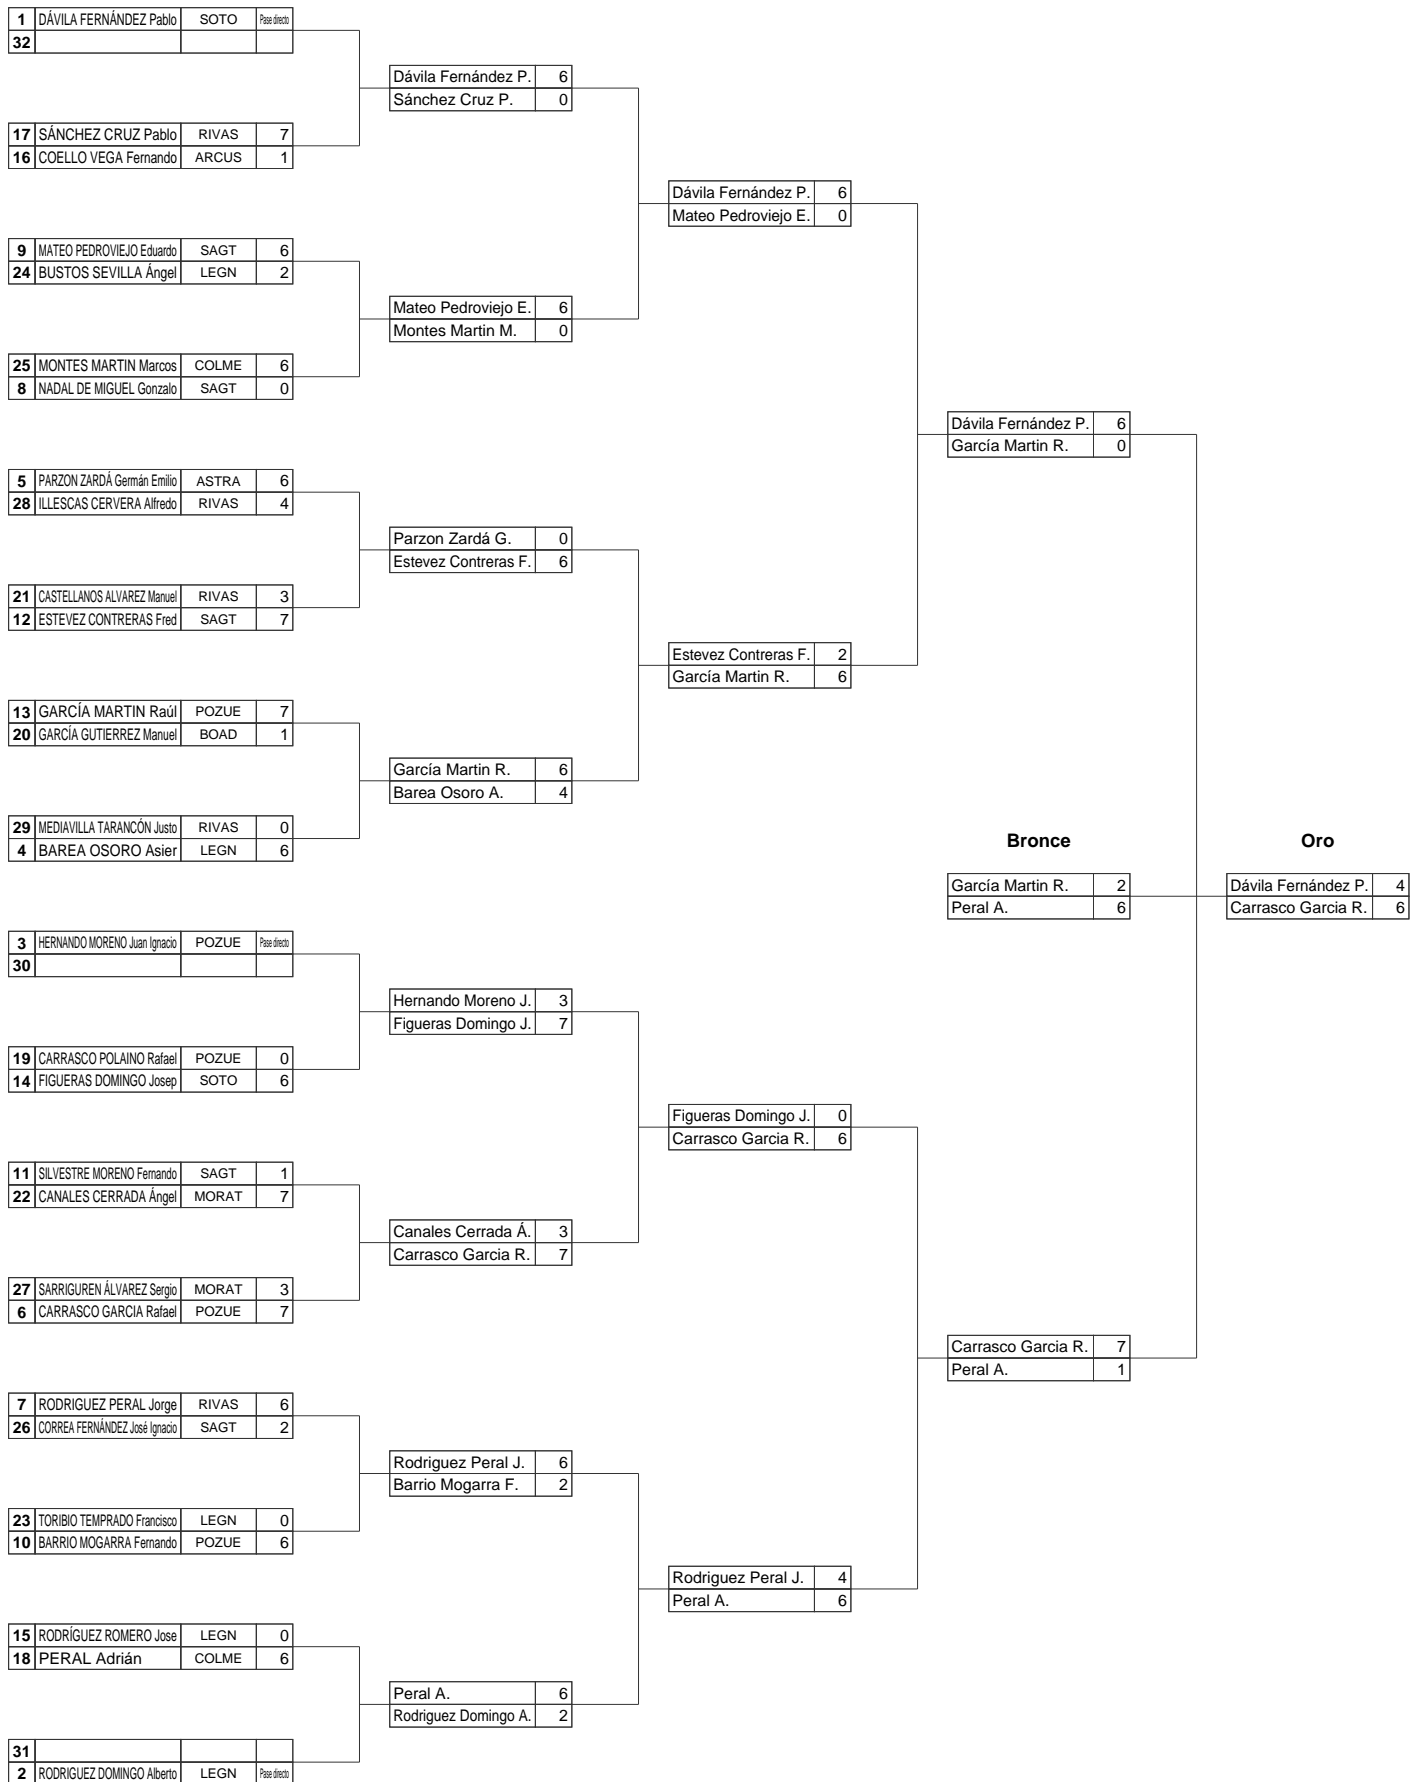 1 DÁVILA FERNÁNDEZ Pablo SOTO Pase directo
32
Dávila Fernández P. 6
Sánchez Cruz P. 0
17 SÁNCHEZ CRUZ Pablo RIVAS 7
16 COELLO VEGA Fernando ARCUS 1
Dávila Fernández P. 6
Mateo Pedroviejo E. 0
9 MATEO PEDROVIEJO Eduardo SAGT 6
24 BUSTOS SEVILLA Ángel LEGN 2
Mateo Pedroviejo E. 6
Montes Martin M. 0
25 MONTES MARTIN Marcos COLME 6
8 NADAL DE MIGUEL Gonzalo SAGT 0
Dávila Fernández P. 6
García Martin R. 0
5 PARZON ZARDÁ Germán Emilio ASTRA 6
28 ILLESCAS CERVERA Alfredo RIVAS 4
Parzon Zardá G. 0
Estevez Contreras F. 6
21 CASTELLANOS ALVAREZ Manuel RIVAS 3
12 ESTEVEZ CONTRERAS Fred SAGT 7
Estevez Contreras F. 2
García Martin R. 6
13 GARCÍA MARTIN Raúl POZUE 7
20 GARCÍA GUTIERREZ Manuel BOAD 1
García Martin R. 6
Barea Osoro A. 4
29 MEDIAVILLA TARANCÓN Justo RIVAS 0
4 BAREA OSORO Asier LEGN 6
Bronce Oro
García Martin R. 2 Dávila Fernández P. 4
Peral A. 6 Carrasco Garcia R. 6
3 HERNANDO MORENO Juan Ignacio POZUE Pase directo
30
Hernando Moreno J. 3
Figueras Domingo J. 7
19 CARRASCO POLAINO Rafael POZUE 0
14 FIGUERAS DOMINGO Josep SOTO 6
Figueras Domingo J. 0
Carrasco Garcia R. 6
11 SILVESTRE MORENO Fernando SAGT 1
22 CANALES CERRADA Ángel MORAT 7
Canales Cerrada Á. 3
Carrasco Garcia R. 7
27 SARRIGUREN ÁLVAREZ Sergio MORAT 3
6 CARRASCO GARCIA Rafael POZUE 7
Carrasco Garcia R. 7
Peral A. 1
7 RODRIGUEZ PERAL Jorge RIVAS 6
26 CORREA FERNÁNDEZ José Ignacio SAGT 2
Rodriguez Peral J. 6
Barrio Mogarra F. 2
23 TORIBIO TEMPRADO Francisco LEGN 0
10 BARRIO MOGARRA Fernando POZUE 6
Rodriguez Peral J. 4
Peral A. 6
15 RODRÍGUEZ ROMERO Jose LEGN 0
18 PERAL Adrián COLME 6
Peral A. 6
Rodriguez Domingo A. 2
31
2 RODRIGUEZ DOMINGO Alberto LEGN Pase directo